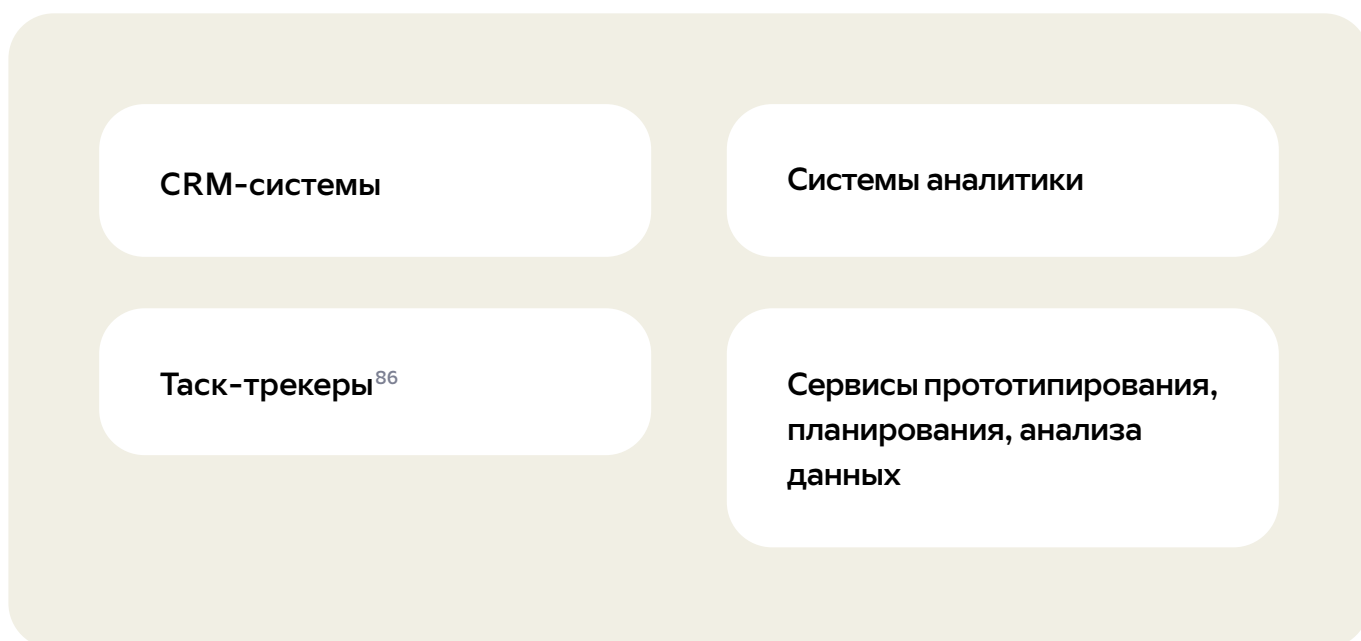 CRM-системы
Системы аналитики
Таск-трекеры86
Сервисы прототипирования,
планирования, анализа
данных